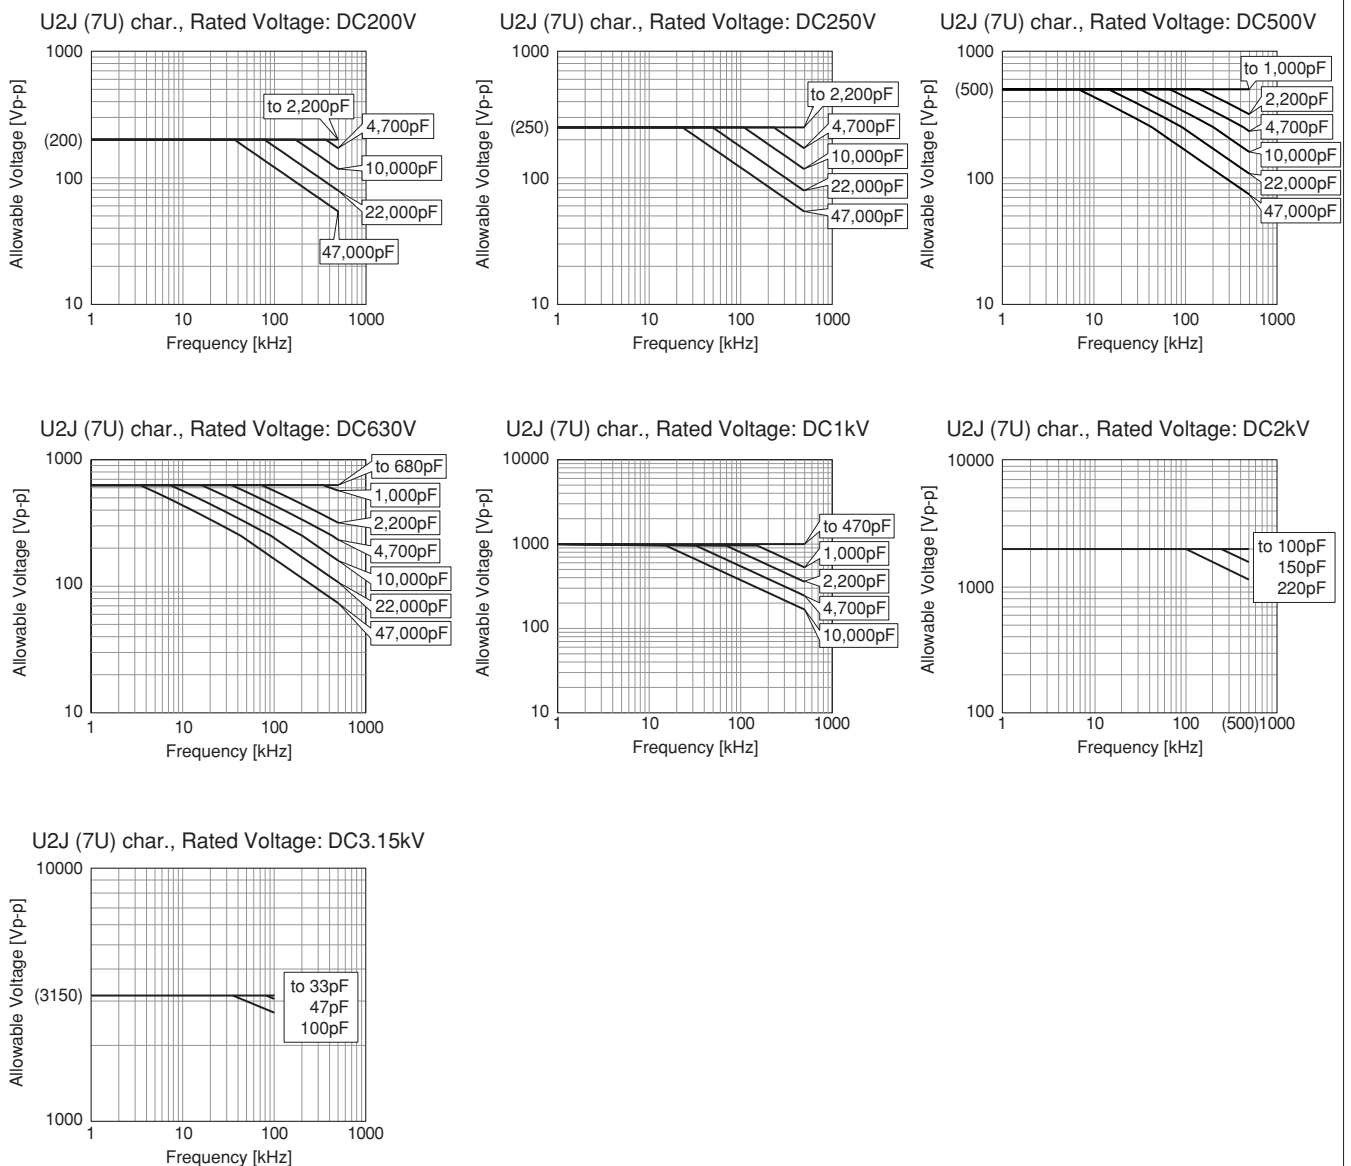 U2J (7U) char., Rated Voltage: DC200V
1000
(200)
100
10
Allowable Voltage [Vp-p]
to 2,200pF
4,700pF
10,000pF
22,000pF
47,000pF
1 10 100 1000
Frequency [kHz]
U2J (7U) char., Rated Voltage: DC250V
1000
(250)
100
10
Allowable Voltage [Vp-p]
to 2,200pF
4,700pF
10,000pF
22,000pF
47,000pF
1 10 100 1000
Frequency [kHz]
U2J (7U) char., Rated Voltage: DC500V
1000
(500)
100
10
Allowable Voltage [Vp-p]
to 1,000pF
2,200pF
4,700pF
10,000pF
22,000pF
47,000pF
1 10 100 1000
Frequency [kHz]
U2J (7U) char., Rated Voltage: DC630V
1000
100
10
Allowable Voltage [Vp-p]
to 680pF
1,000pF
2,200pF
4,700pF
10,000pF
22,000pF
47,000pF
1 10 100 1000
Frequency [kHz]
U2J (7U) char., Rated Voltage: DC1kV
10000
1000
100
10
Allowable Voltage [Vp-p]
to 470pF
1,000pF
2,200pF
4,700pF
10,000pF
1 10 100 1000
Frequency [kHz]
U2J (7U) char., Rated Voltage: DC2kV
10000
1000
100
Allowable Voltage [Vp-p]
to 100pF
150pF
220pF
1 10 100 (500)1000
Frequency [kHz]
U2J (7U) char., Rated Voltage: DC3.15kV
10000
(3150)
1000
Allowable Voltage [Vp-p]
to 33pF
47pF
100pF
1 10 100 1000
Frequency [kHz]